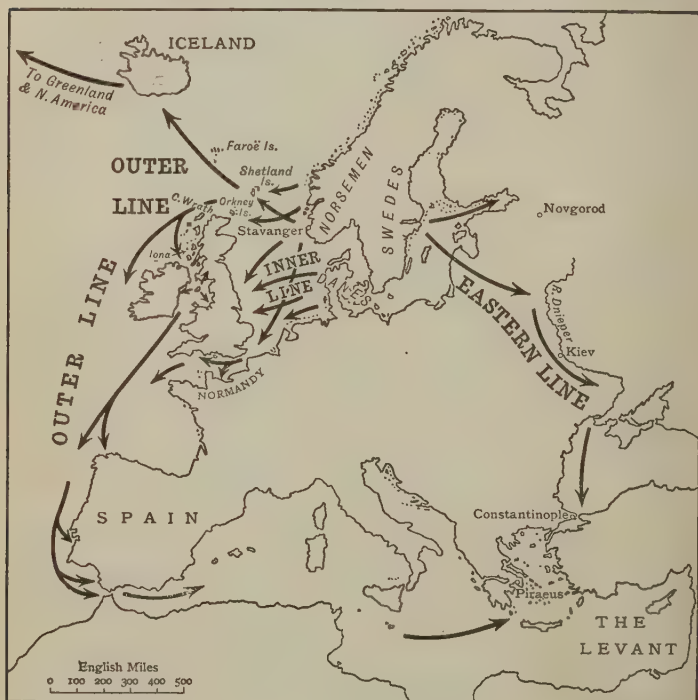 ICELAND
To Greenland
& N. America
Faroë Is.
OUTER
LINE
Shetland
Is.
C. Wrath
Orkney
Is.
Stavanger
NORSEMEN
SWEDES
Novgorod
Iona
INNER
LINE
DANES
OUTER LINE
EASTERN LINE
R. Dnieper
Kiev
NORMANDY
SPAIN
Constantinople
Piraeus
THE
LEVANT
English Miles
0 100 200 300 400 500